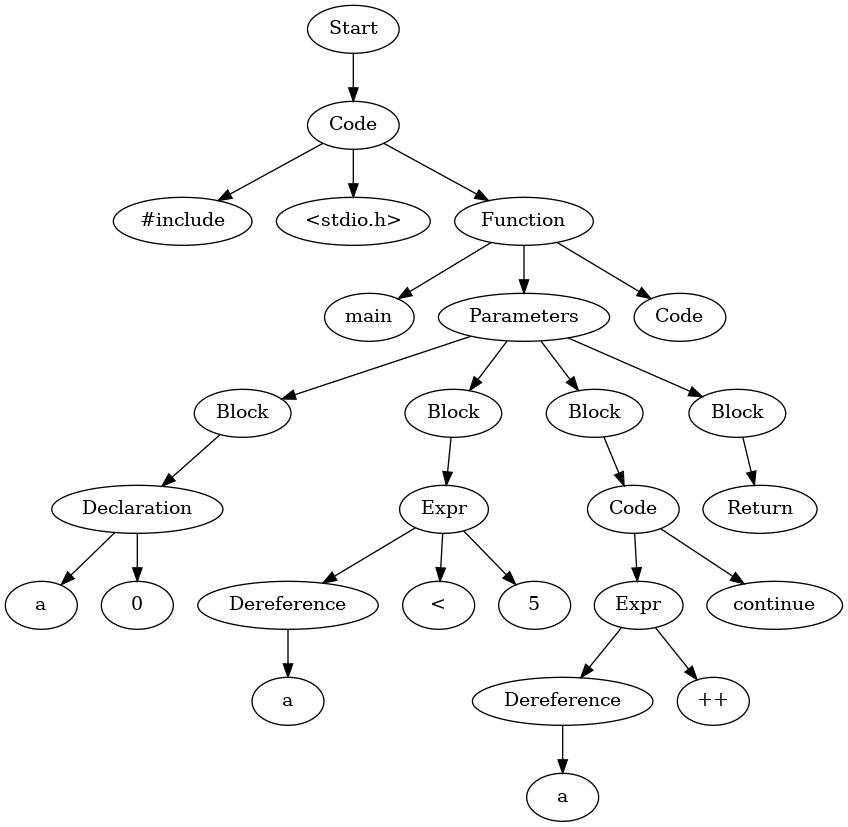 Start
Code
#include
<stdio.h>
Function
main
Parameters
Code
Block
Block
Block
Block
Declaration
Expr
Code
Return
a
0
Dereference
<
5
Expr
continue
a
Dereference
++
a